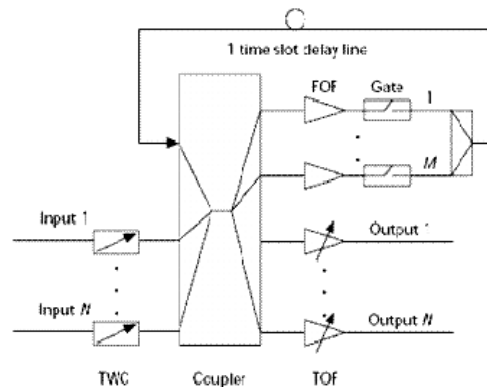 1 time slot delay line
FOF
Gate
1
M
Input 1
Output 1
Input N
Output N
TWC
Coupler
TOF